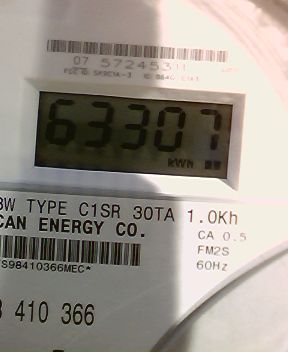 07 57245311
63307
kWh
3W TYPE C1SR 30TA 1.0Kh
CAN ENERGY CO.
CA 0.5
FM2S
60Hz
S98410366MEC*
410 366